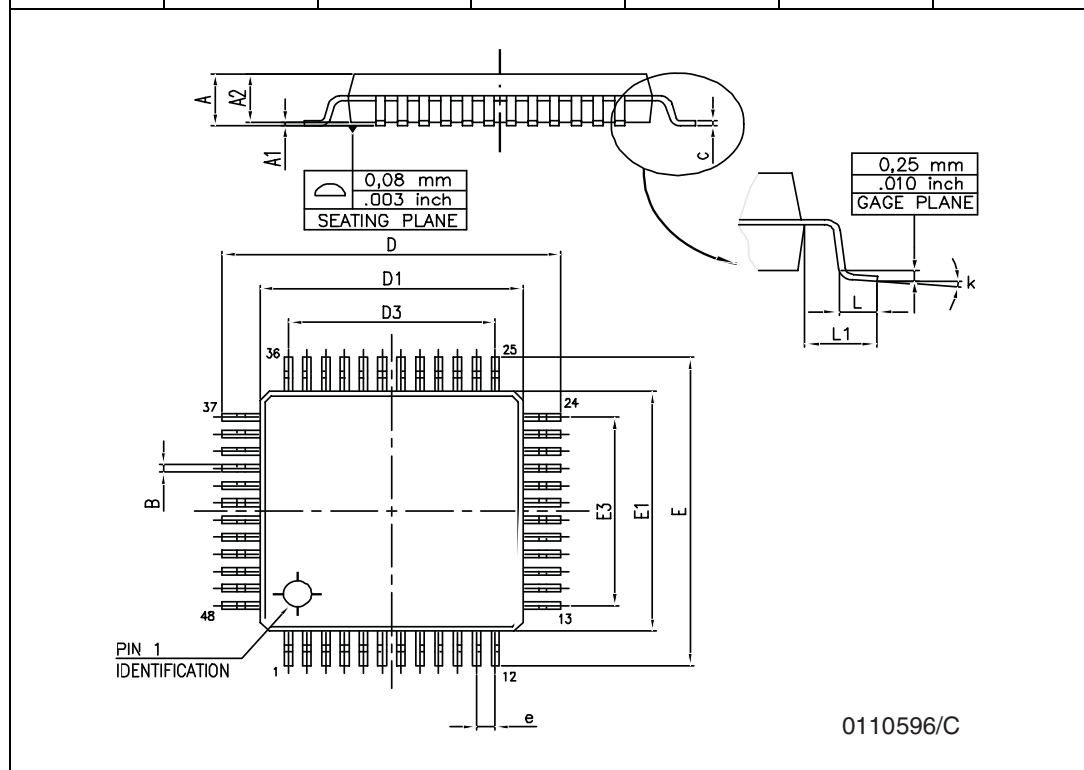 A
A2
A1
c
0,08 mm
.003 inch
SEATING PLANE
0,25 mm
.010 inch
GAGE PLANE
k
L
L1
D
D1
D3
36
25
37
24
B
E3
E1
E
48
13
PIN 1
IDENTIFICATION
1
12
e
0110596/C